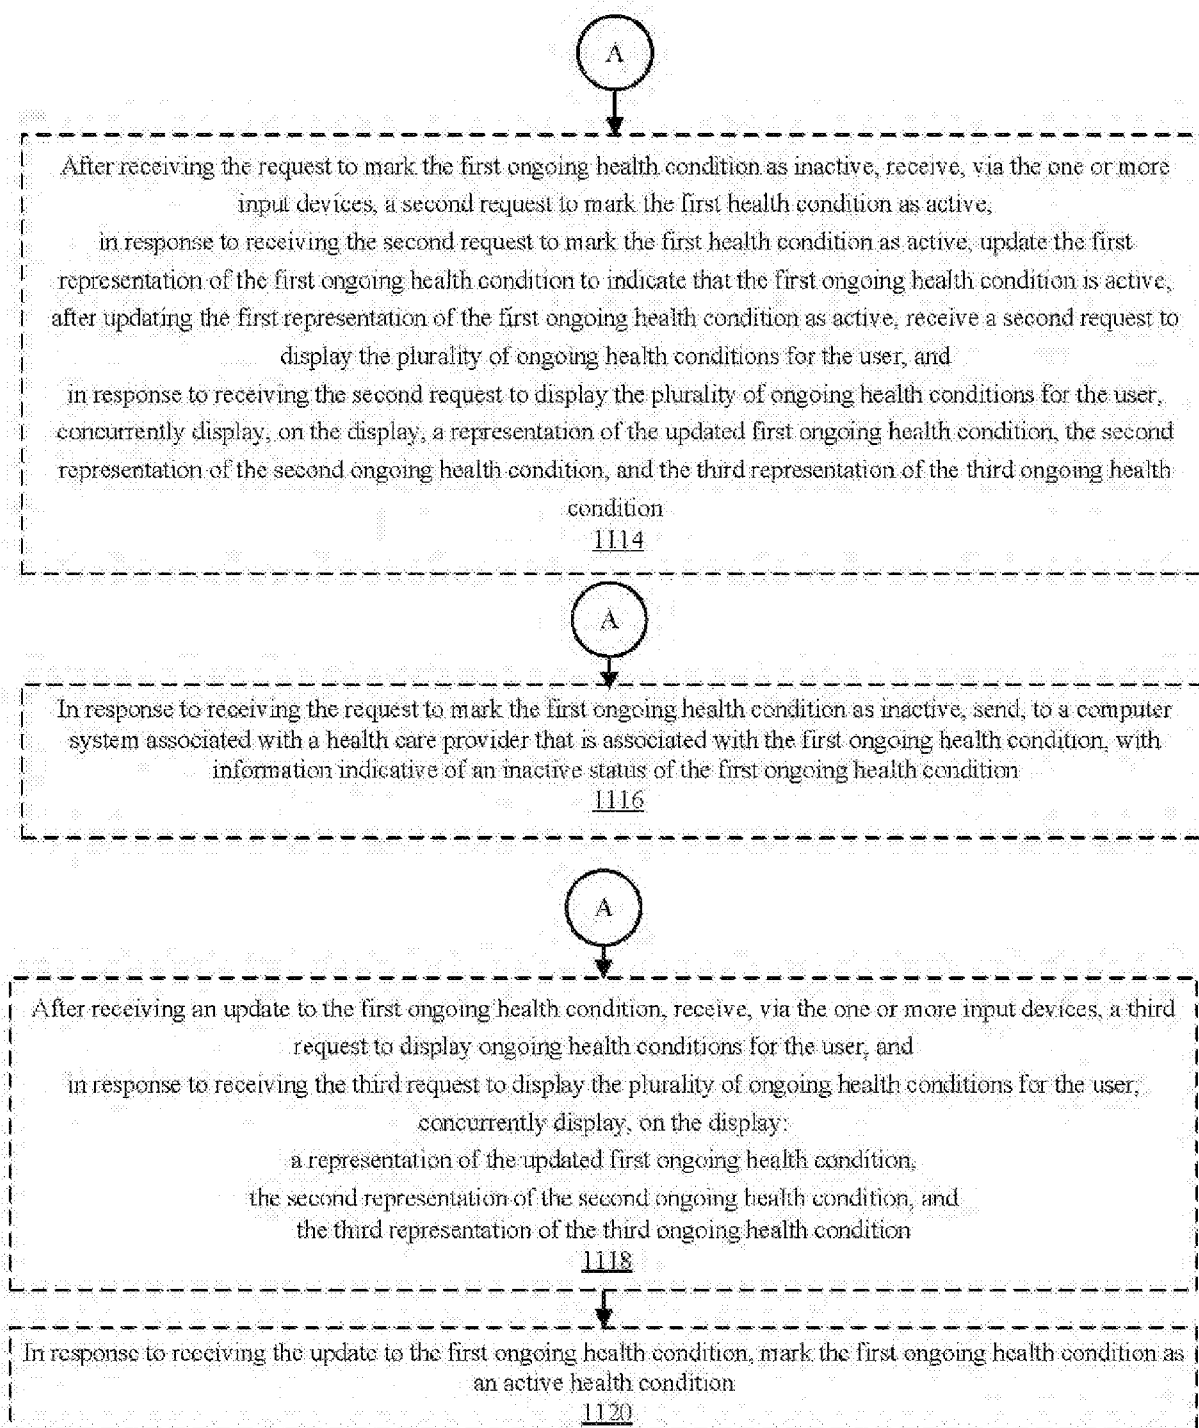 A
After receiving the request to mark the first ongoing health condition as inactive, receive, via the one or more
input devices, a second request to mark the first health condition as active,
in response to receiving the second request to mark the first health condition as active, update the first
representation of the first ongoing health condition to indicate that the first ongoing health condition is active,
after updating the first representation of the first ongoing health condition as active, receive a second request to
display the plurality of ongoing health conditions for the user, and
in response to receiving the second request to display the plurality of ongoing health conditions for the user,
concurrently display, on the display, a representation of the updated first ongoing health condition, the second
representation of the second ongoing health condition, and the third representation of the third ongoing health
condition
1114
A
In response to receiving the request to mark the first ongoing health condition as inactive, send, to a computer
system associated with a health care provider that is associated with the first ongoing health condition, with
information indicative of an inactive status of the first ongoing health condition
1116
A
After receiving an update to the first ongoing health condition, receive, via the one or more input devices, a third
request to display ongoing health conditions for the user, and
in response to receiving the third request to display the plurality of ongoing health conditions for the user,
concurrently display, on the display:
a representation of the updated first ongoing health condition,
the second representation of the second ongoing health condition, and
the third representation of the third ongoing health condition
1118
In response to receiving the update to the first ongoing health condition, mark the first ongoing health condition as
an active health condition
1120